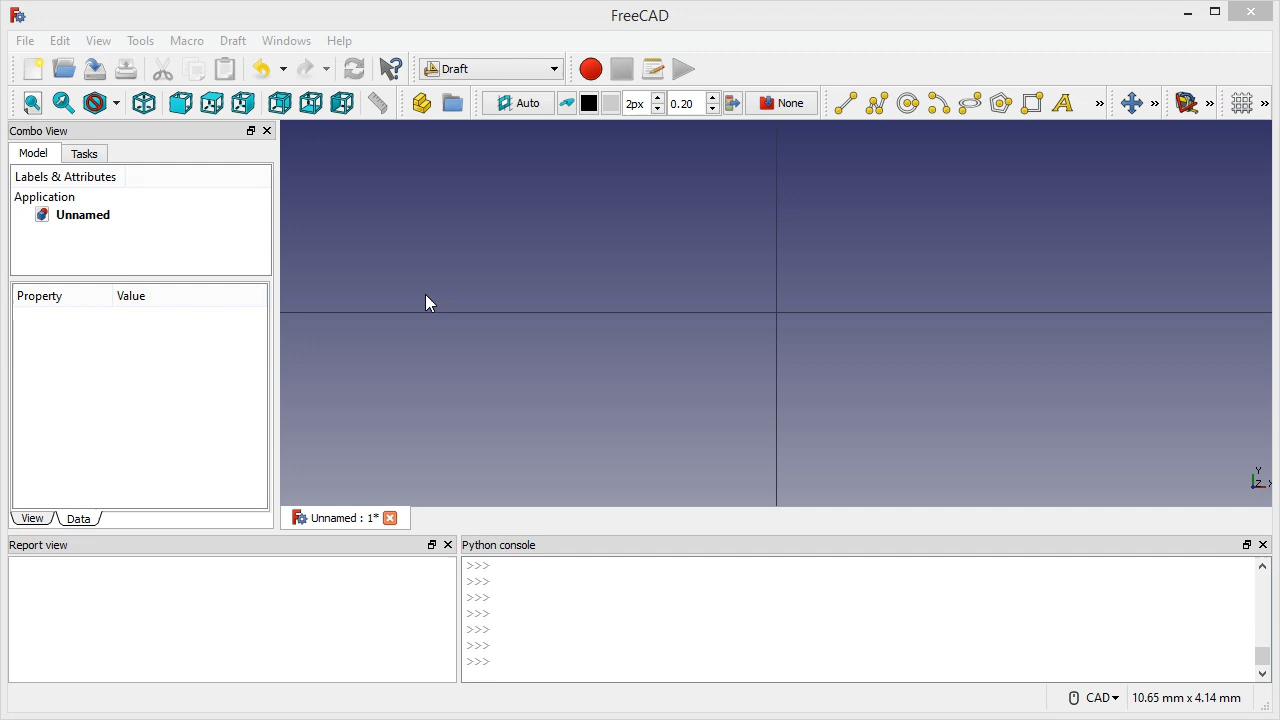 FreeCAD
File Edit View Tools Macro Draft Windows Help
Draft
Auto 2px 0.20 None
Combo View
Model Tasks
Labels & Attributes
Application
Unnamed
Property Value
View Data
Unnamed : 1*
Report view
Python console
>>>
>>>
>>>
>>>
>>>
>>>
>>>
Y
Z X
CAD 10.65 mm x 4.14 mm